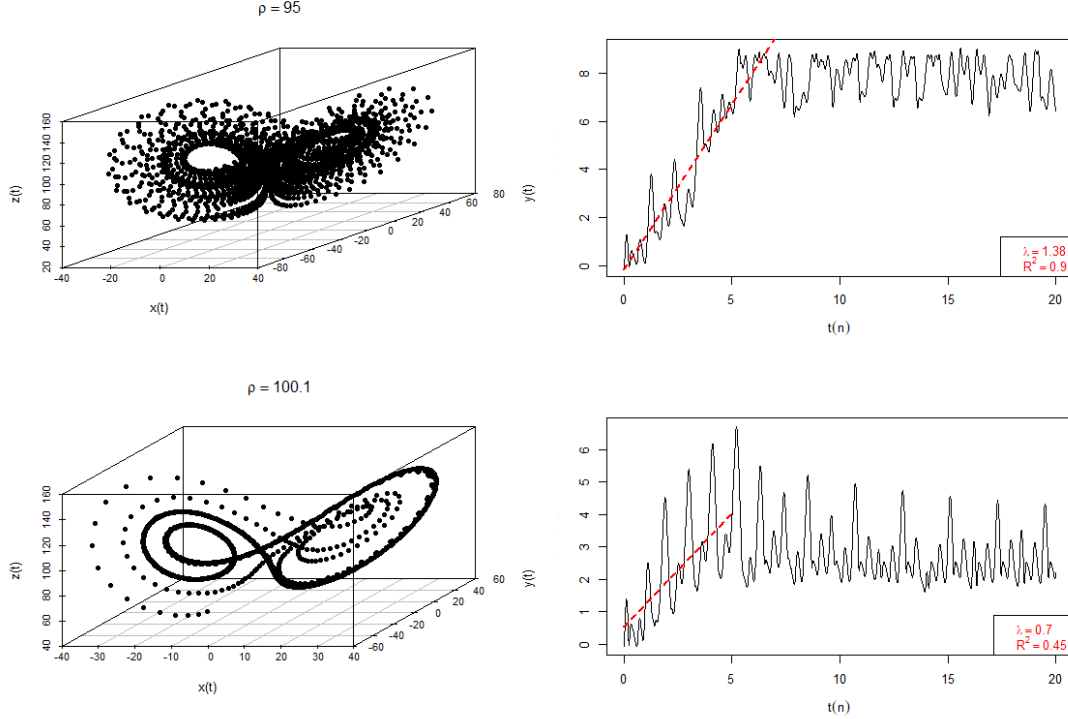 ρ = 95
z(t)
20 40 60 80 100 120 140 160
-40 -20 0 20 40
x(t)
-80 -60 -40 -20 0 20 40 60 80
y(t)
0 2 4 6 8
0 5 10 15 20
t(n)
λ = 1.38
R² = 0.9
ρ = 100.1
z(t)
40 60 80 100 120 140 160
-40 -30 -20 -10 0 10 20 30 40
x(t)
-60 -40 -20 0 20 40 60
y(t)
0 1 2 3 4 5 6
0 5 10 15 20
t(n)
λ = 0.7
R² = 0.45